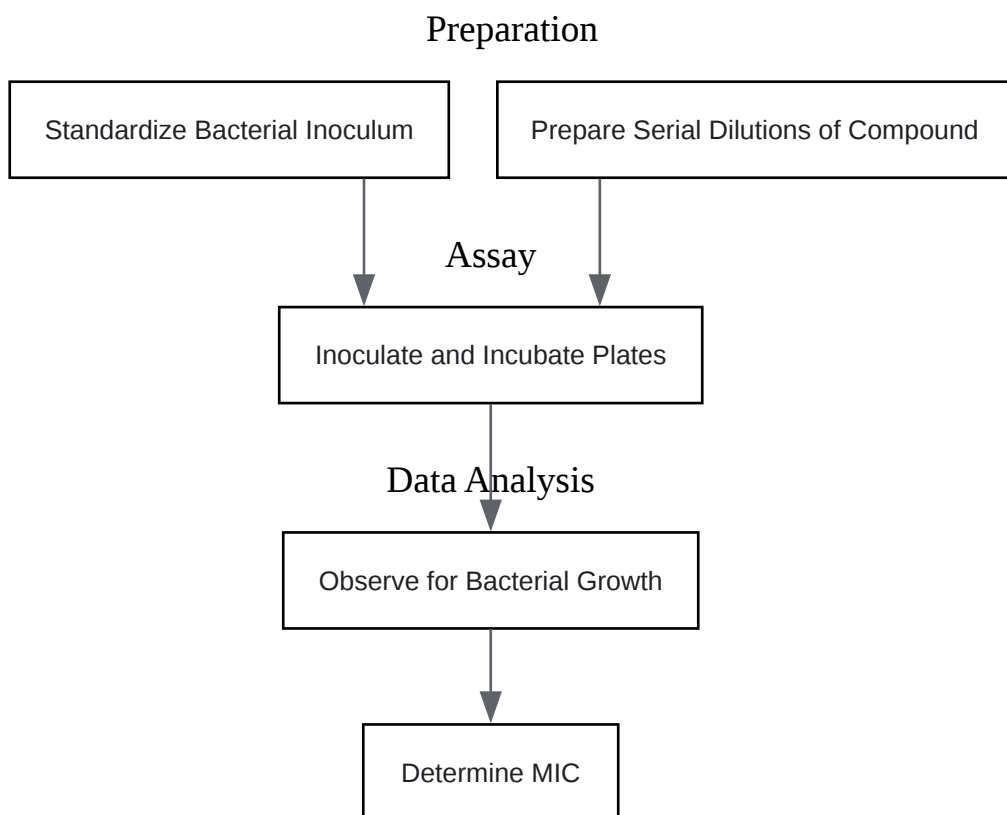 Preparation
Standardize Bacterial Inoculum
Prepare Serial Dilutions of Compound
Assay
Inoculate and Incubate Plates
Data Analysis
Observe for Bacterial Growth
Determine MIC